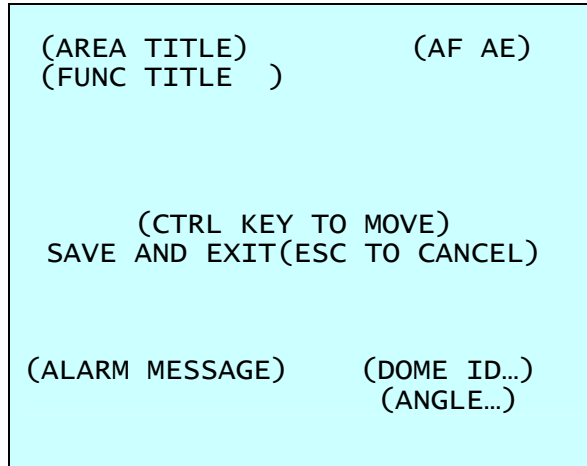 (AREA TITLE) (AF AE)
(FUNC TITLE )
(CTRL KEY TO MOVE)
SAVE AND EXIT(ESC TO CANCEL)
(ALARM MESSAGE) (DOME ID…)
(ANGLE…)